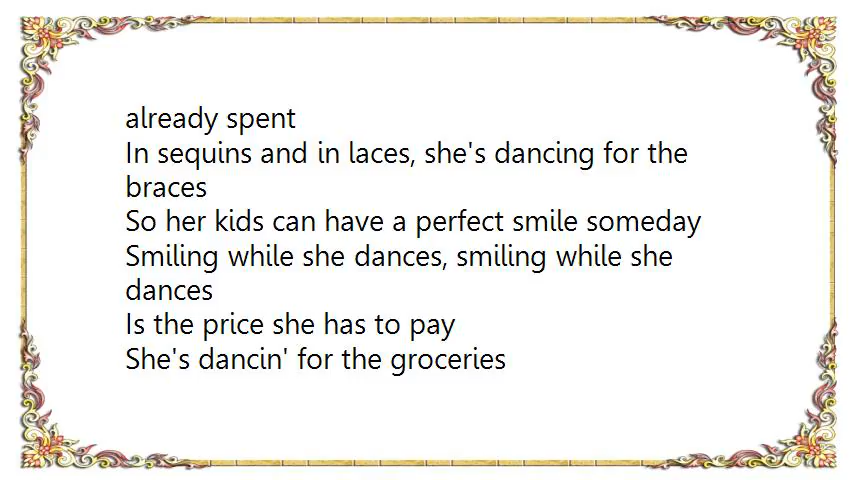 already spent
In sequins and in laces, she's dancing for the
braces
So her kids can have a perfect smile someday
Smiling while she dances, smiling while she
dances
Is the price she has to pay
She's dancin' for the groceries